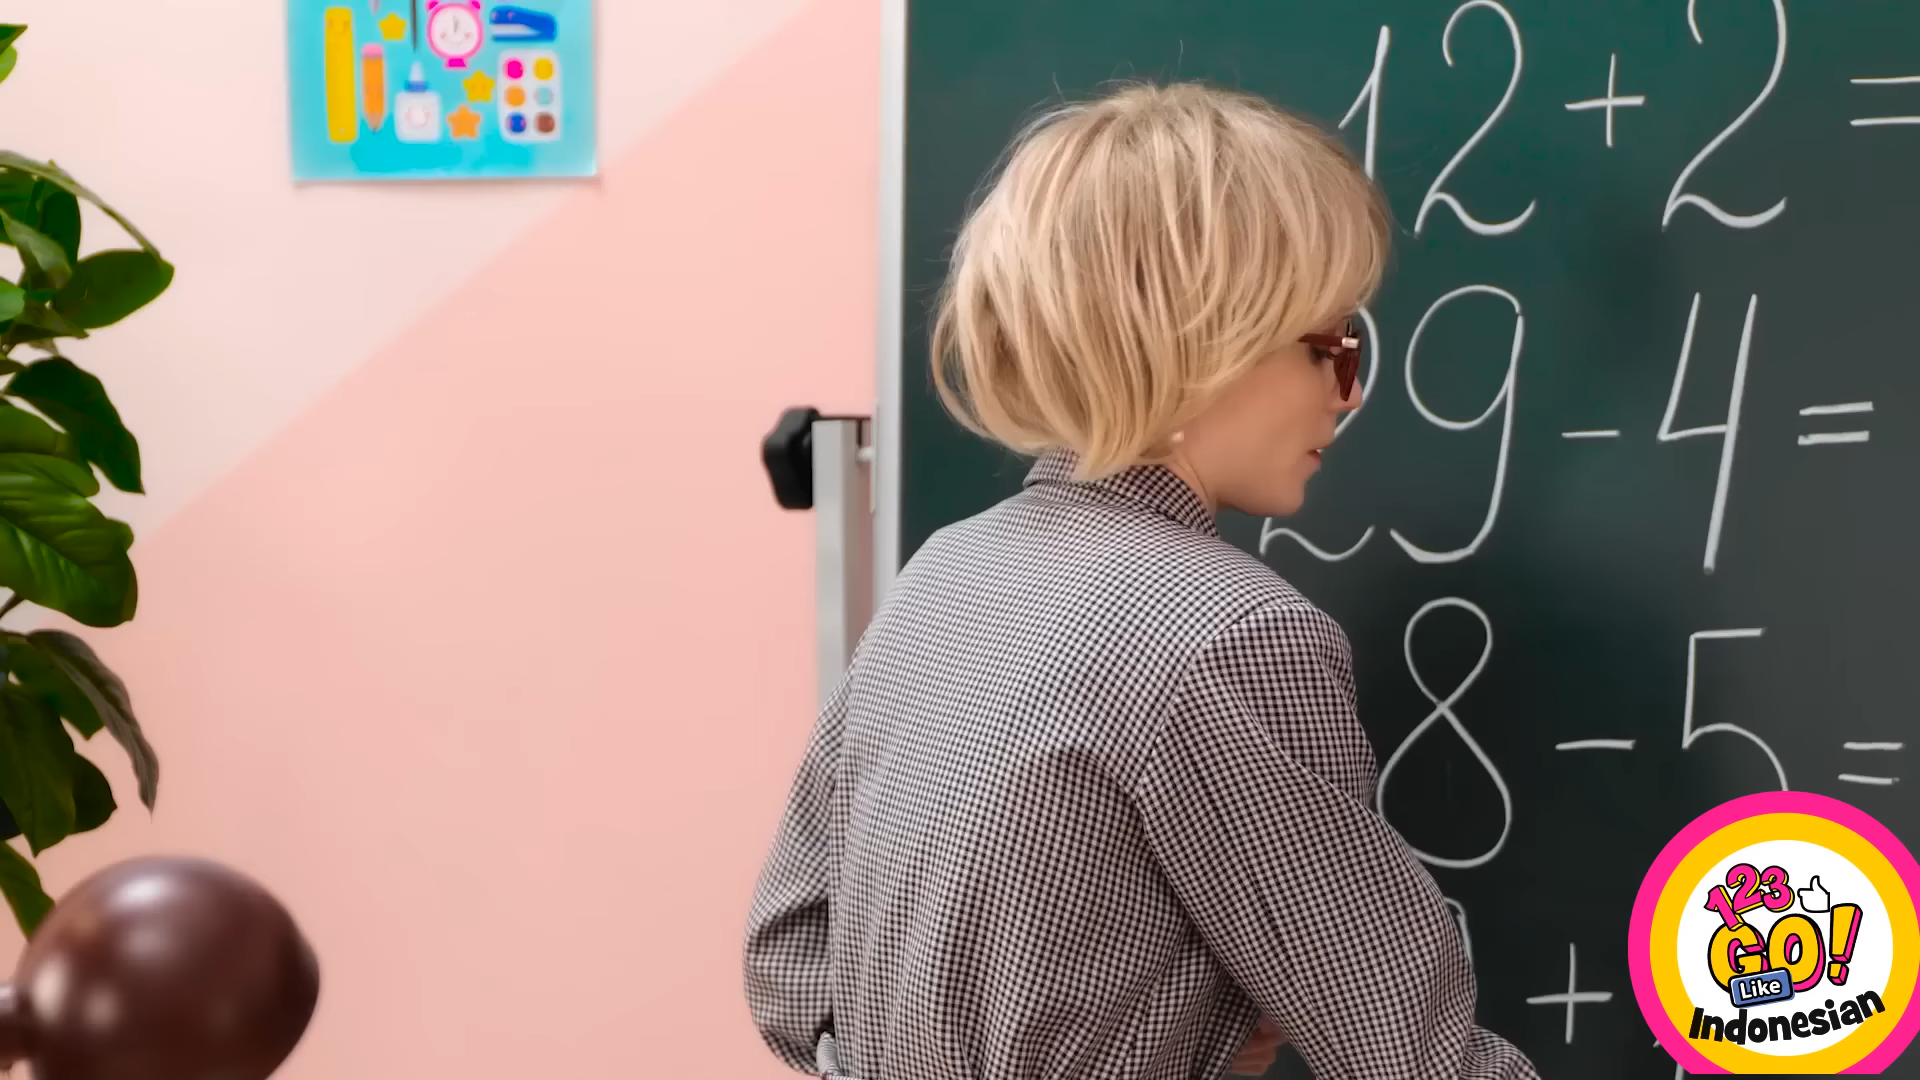 12 + 2 =
29 - 4 =
8 - 5 =
+
123
GO!
Like
Indonesian